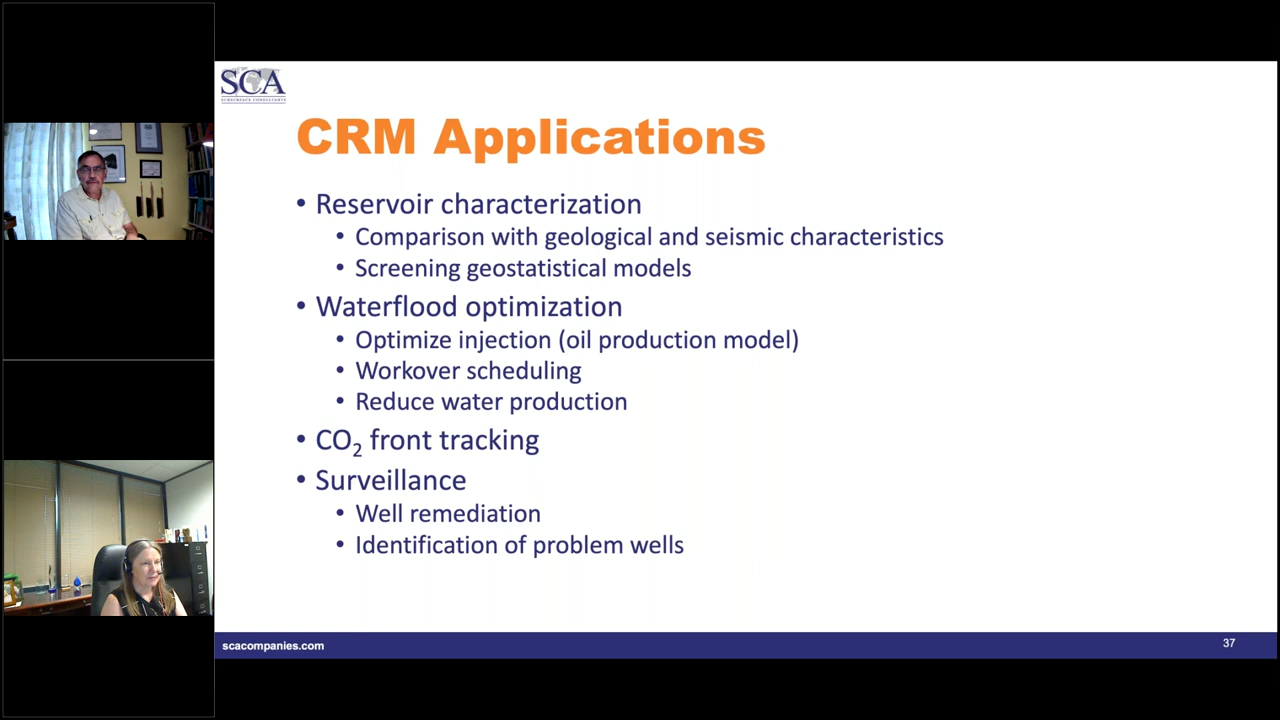 SCA
SUBSURFACE CONSULTANTS
CRM Applications
• Reservoir characterization
• Comparison with geological and seismic characteristics
• Screening geostatistical models
• Waterflood optimization
• Optimize injection (oil production model)
• Workover scheduling
• Reduce water production
• CO₂ front tracking
• Surveillance
• Well remediation
• Identification of problem wells
scacompanies.com
37